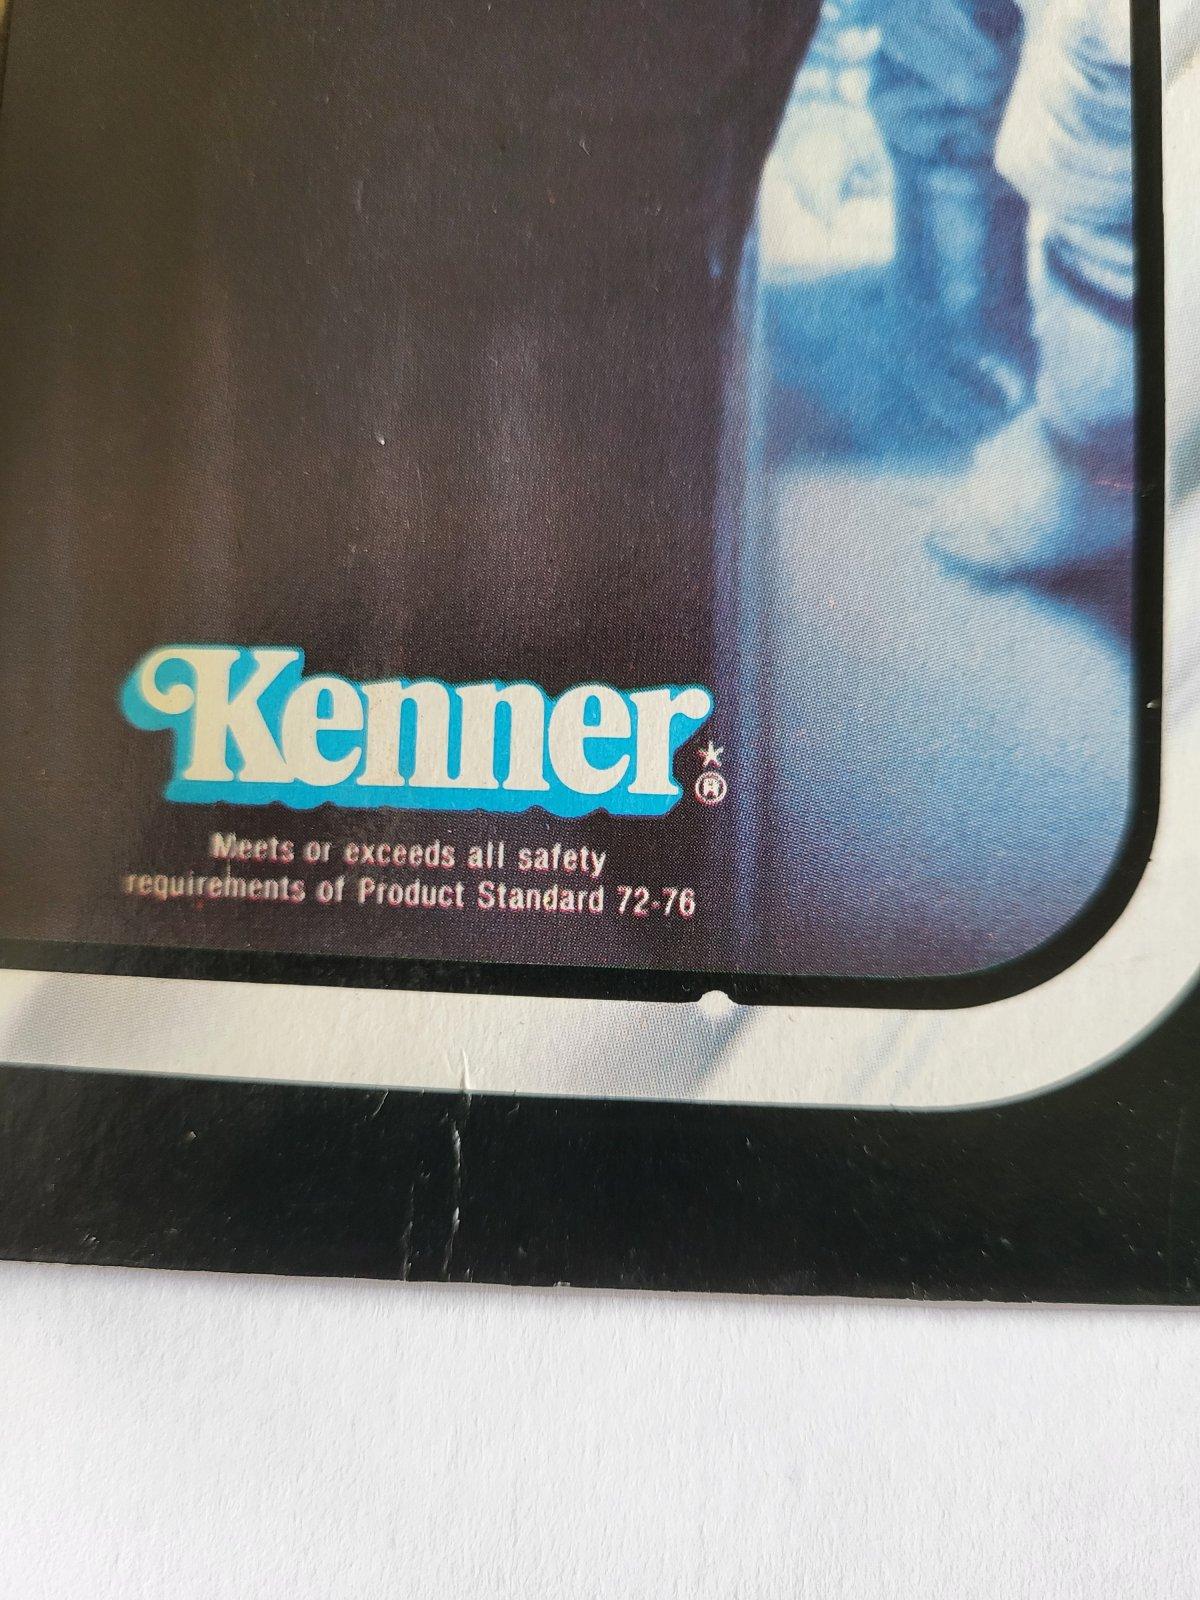 Kenner
®
Meets or exceeds all safety
requirements of Product Standard 72-76